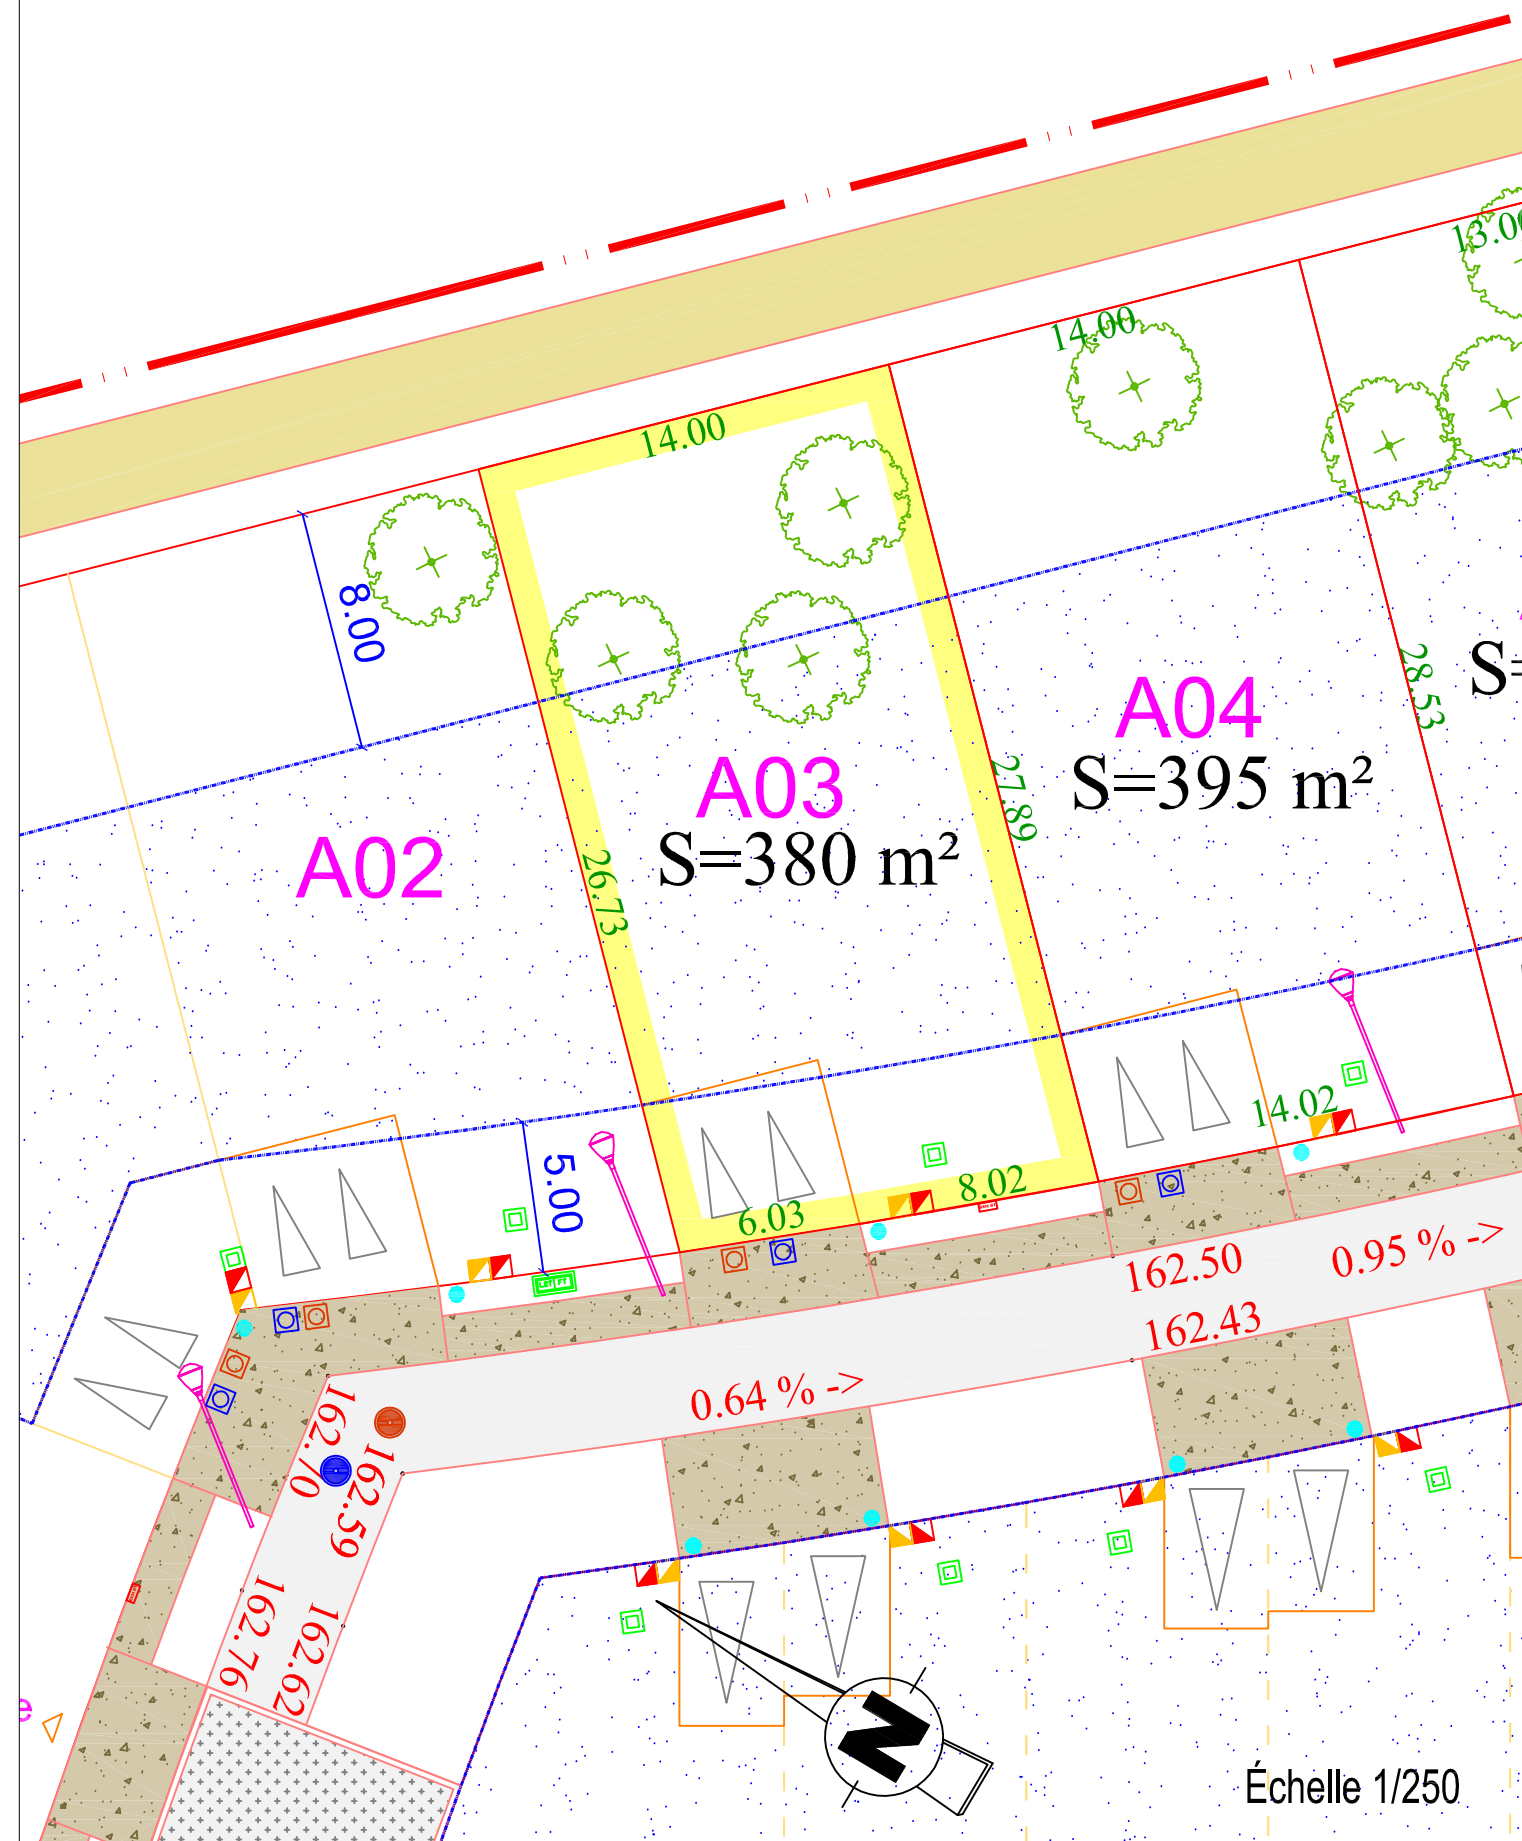 13.00
14.00
14.00
8.00
28.53
S=
A04
S=395 m²
A03
S=380 m²
27.89
A02
26.73
14.02
5.00
8.02
6.03
162.50
0.95 % ->
162.43
0.64 % ->
162.70
162.59
162.76
162.62
e
N
Échelle 1/250